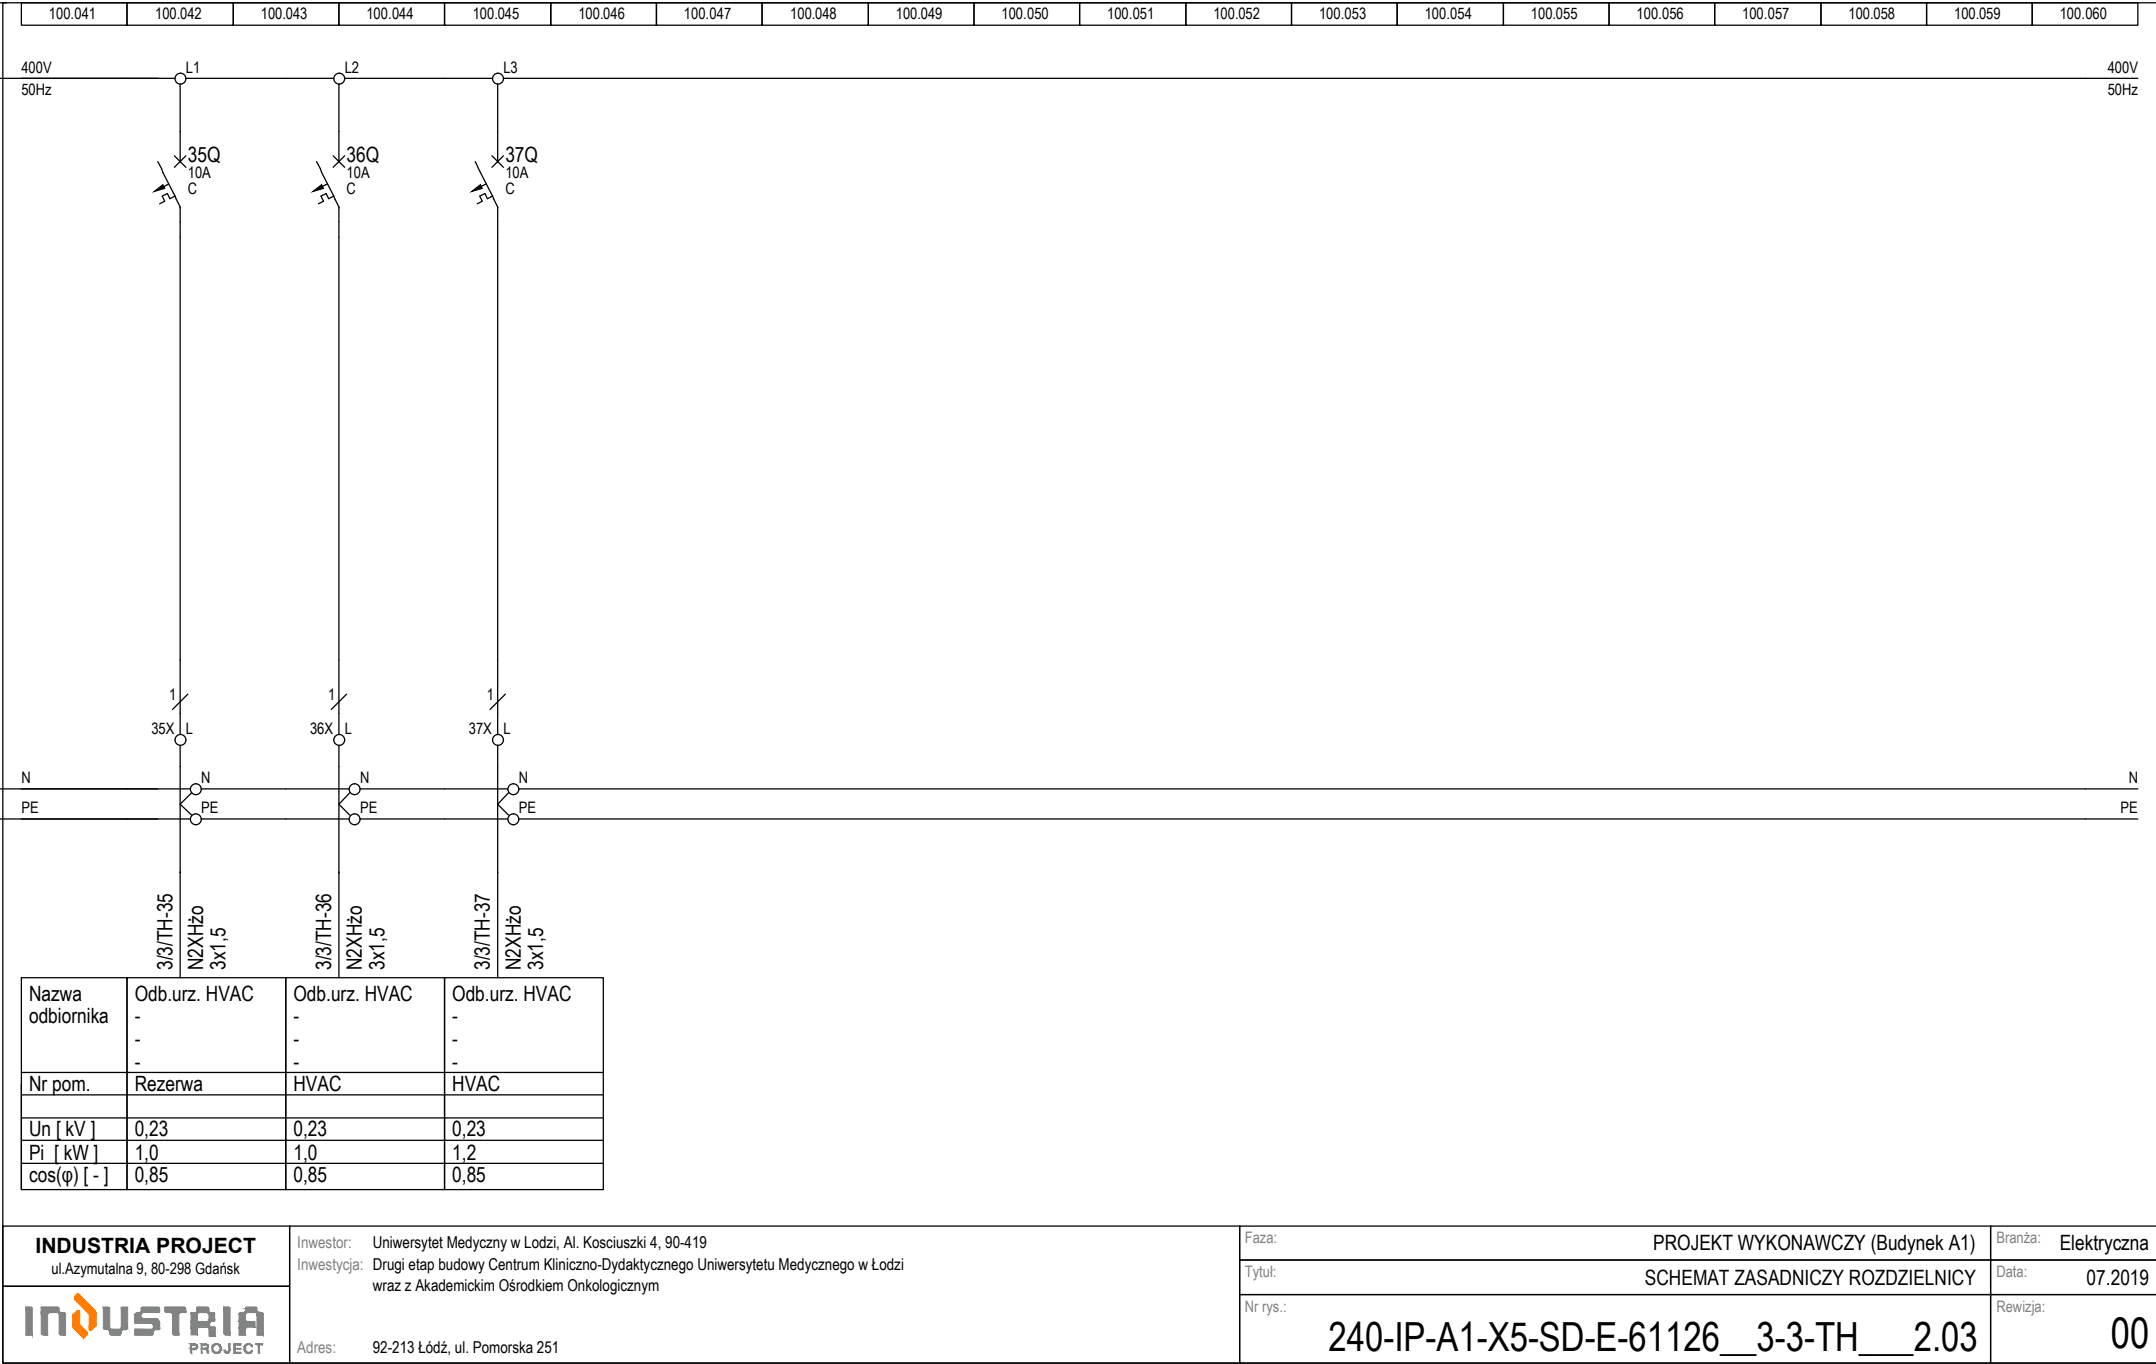 100.041 100.042 100.043 100.044 100.045 100.046 100.047 100.048 100.049 100.050 100.051 100.052 100.053 100.054 100.055 100.056 100.057 100.058 100.059 100.060
400V L1 L2 L3 400V
50Hz 50Hz
35Q 36Q 37Q
10A 10A 10A
C C C
1 1 1
35X L 36X L 37X L
N N N N N
PE PE PE PE PE
3/3/TH-35
N2XHżo
3x1,5
3/3/TH-36
N2XHżo
3x1,5
3/3/TH-37
N2XHżo
3x1,5
Nazwa Odb.urz. HVAC Odb.urz. HVAC Odb.urz. HVAC
odbiornika - - -
- - -
- - -
Nr pom. Rezerwa HVAC HVAC
Un [ kV ] 0,23 0,23 0,23
Pi [ kW ] 1,0 1,0 1,2
cos(φ) [ - ] 0,85 0,85 0,85
INDUSTRIA PROJECT
ul.Azymutalna 9, 80-298 Gdańsk
INDUSTRIA
PROJECT
Inwestor: Uniwersytet Medyczny w Lodzi, Al. Kosciuszki 4, 90-419
Inwestycja: Drugi etap budowy Centrum Kliniczno-Dydaktycznego Uniwersytetu Medycznego w Łodzi
wraz z Akademickim Ośrodkiem Onkologicznym
Adres: 92-213 Łódź, ul. Pomorska 251
Faza: PROJEKT WYKONAWCZY (Budynek A1)
Branża: Elektryczna
Tytuł: SCHEMAT ZASADNICZY ROZDZIELNICY
Data: 07.2019
Nr rys.: 240-IP-A1-X5-SD-E-61126__3-3-TH___2.03
Rewizja: 00